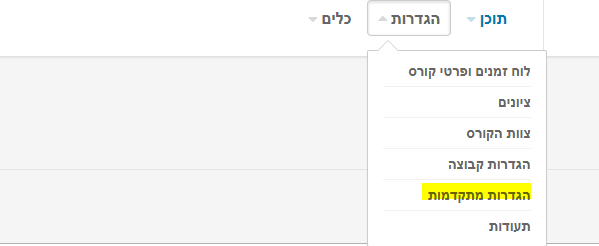 תוכן הגדרות כלים
לוח זמנים ופרטי קורס
ציונים
צוות הקורס
הגדרות קבוצה
הגדרות מתקדמות
תעודות